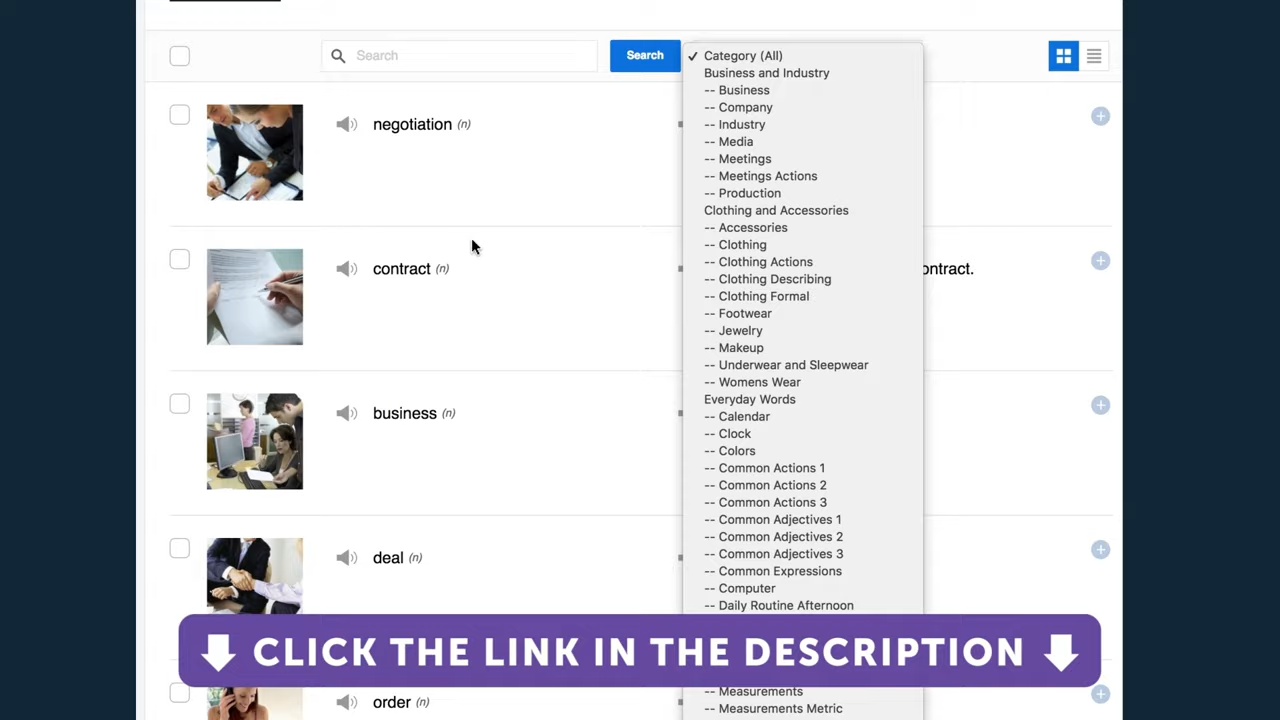 Search
Search
✓ Category (All)
Business and Industry
-- Business
-- Company
-- Industry
-- Media
-- Meetings
-- Meetings Actions
-- Production
Clothing and Accessories
-- Accessories
-- Clothing
-- Clothing Actions
-- Clothing Describing
-- Clothing Formal
-- Footwear
-- Jewelry
-- Makeup
-- Underwear and Sleepwear
-- Womens Wear
Everyday Words
-- Calendar
-- Clock
-- Colors
-- Common Actions 1
-- Common Actions 2
-- Common Actions 3
-- Common Adjectives 1
-- Common Adjectives 2
-- Common Adjectives 3
-- Common Expressions
-- Computer
-- Daily Routine Afternoon
-- Measurements
-- Measurements Metric
negotiation (n)
contract (n)
ontract.
business (n)
deal (n)
order (n)
CLICK THE LINK IN THE DESCRIPTION